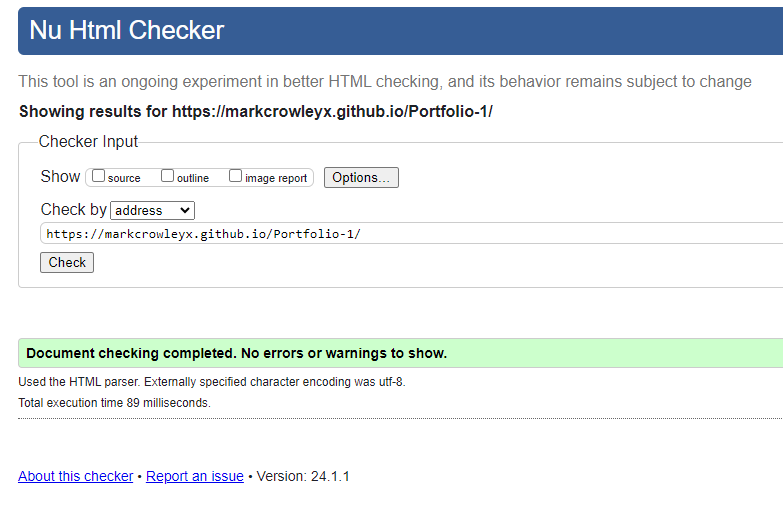 Nu Html Checker
This tool is an ongoing experiment in better HTML checking, and its behavior remains subject to change
Showing results for https://markcrowleyx.github.io/Portfolio-1/
Checker Input
Show source outline image report Options...
Check by address
https://markcrowleyx.github.io/Portfolio-1/
Check
Document checking completed. No errors or warnings to show.
Used the HTML parser. Externally specified character encoding was utf-8.
Total execution time 89 milliseconds.
About this checker • Report an issue • Version: 24.1.1